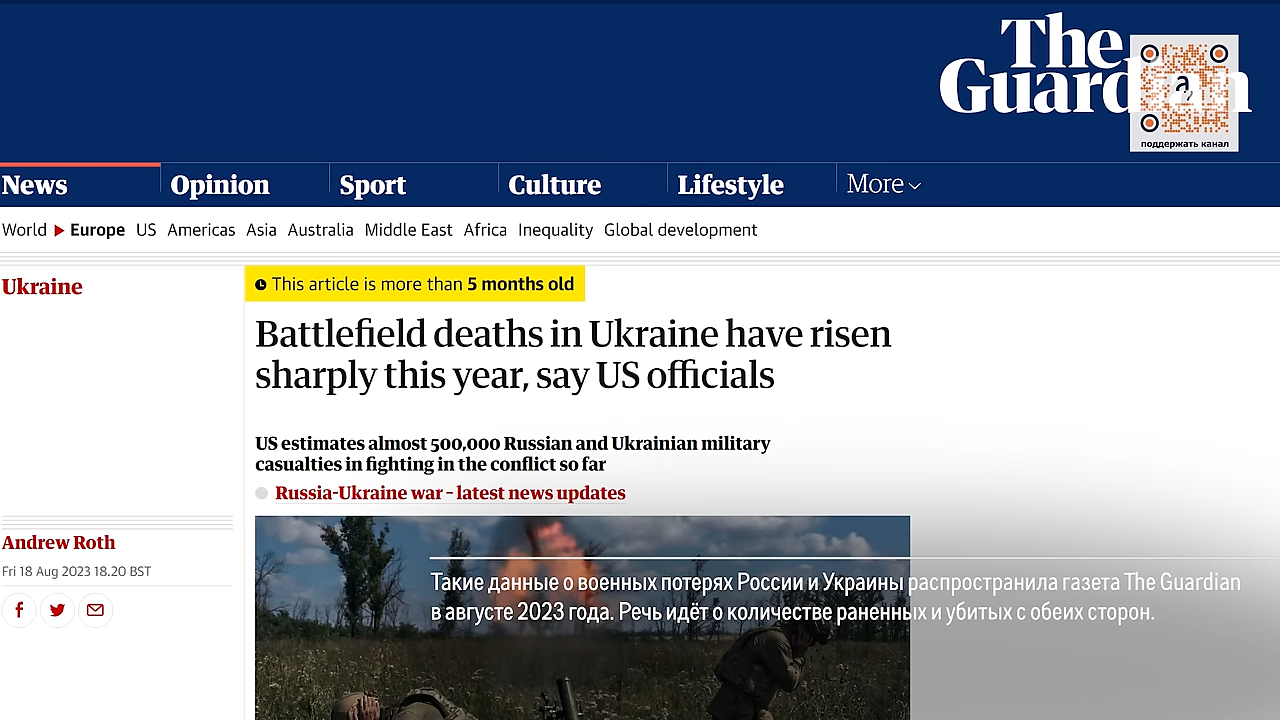 The
Guardian
поддержать канал
News Opinion Sport Culture Lifestyle More
World Europe US Americas Asia Australia Middle East Africa Inequality Global development
Ukraine
This article is more than 5 months old
Battlefield deaths in Ukraine have risen
sharply this year, say US officials
US estimates almost 500,000 Russian and Ukrainian military
casualties in fighting in the conflict so far
Russia-Ukraine war – latest news updates
Andrew Roth
Fri 18 Aug 2023 18.20 BST
Такие данные о военных потерях России и Украины распространила газета The Guardian
в августе 2023 года. Речь идёт о количестве раненных и убитых с обеих сторон.